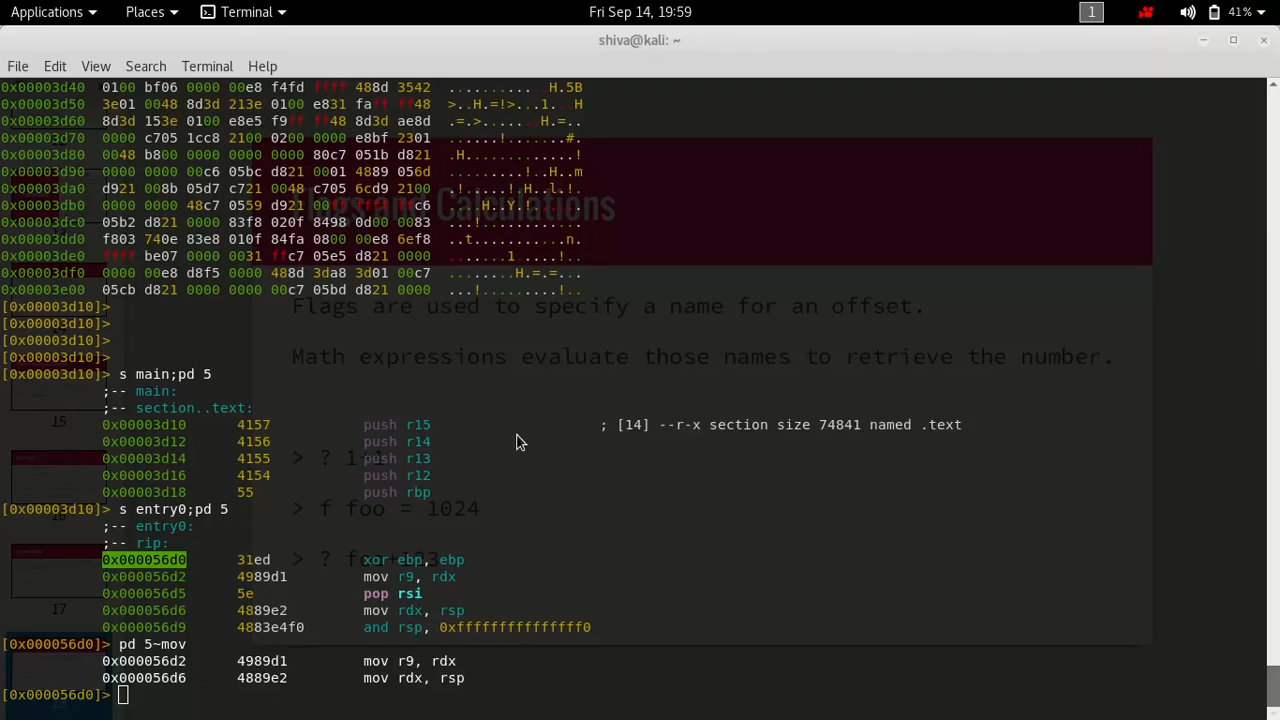 Applications Places Terminal Fri Sep 14, 19:59 1 41%
shiva@kali: ~
File Edit View Search Terminal Help
0x00003d40 0100 bf06 0000 00e8 f4fd ffff 488d 3542 ..........H.5B
0x00003d50 3e01 0048 8d3d 213e 0100 e831 faff ff48 >..H.=!>...1...H
0x00003d60 8d3d 153e 0100 e8e5 f9ff ff48 8d3d ae8d .=.>.......H.=..
0x00003d70 0000 c705 1cc8 2100 0200 0000 e8bf 2301 ......!.......#.
0x00003d80 0048 b800 0000 0000 0000 80c7 051b d821 .H.............!
0x00003d90 0000 0000 00c6 05bc d821 0001 4889 056d
0x00003da0 d921 008b 05d7 c721 0048 c705 6cd9 2100 .!.....!.H..l.!.
0x00003db0 0000 0000 48c7 0559 d921 00ff ffff ffc6
0x00003dc0 05b2 d821 0000 83f8 020f 8498 0d00 0083 ...!............
0x00003dd0 f803 740e 83e8 010f 84fa 0800 00e8 6ef8 ..t...........n.
0x00003de0 ffff be07 0000 0031 ffc7 05e5 d821 0000 .......1.....!..
0x00003df0 0000 00e8 d8f5 0000 488d 3da8 3d01 00c7 ........H.=.=...
0x00003e00 05cb d821 0000 0000 00c7 05bd d821 0000 ...!.........!..
[0x00003d10]>
[0x00003d10]>
[0x00003d10]>
[0x00003d10]>
[0x00003d10]> s main;pd 5
;-- main:
;-- section..text:
0x00003d10 4157 push r15 ; [14] --r-x section size 74841 named .text
0x00003d12 4156 push r14
0x00003d14 4155 push r13
0x00003d16 4154 push r12
0x00003d18 55 push rbp
[0x00003d10]> s entry0;pd 5
;-- entry0:
;-- rip:
0x000056d0 31ed xor ebp, ebp
0x000056d2 4989d1 mov r9, rdx
0x000056d5 5e pop rsi
0x000056d6 4889e2 mov rdx, rsp
0x000056d9 4883e4f0 and rsp, 0xfffffffffffffff0
[0x000056d0]> pd 5~mov
0x000056d2 4989d1 mov r9, rdx
0x000056d6 4889e2 mov rdx, rsp
[0x000056d0]>
Flags and Calculations
Flags are used to specify a name for an offset.
Math expressions evaluate those names to retrieve the number.
> ? 1+1
> f foo = 1024
> ? foo+123
15
17